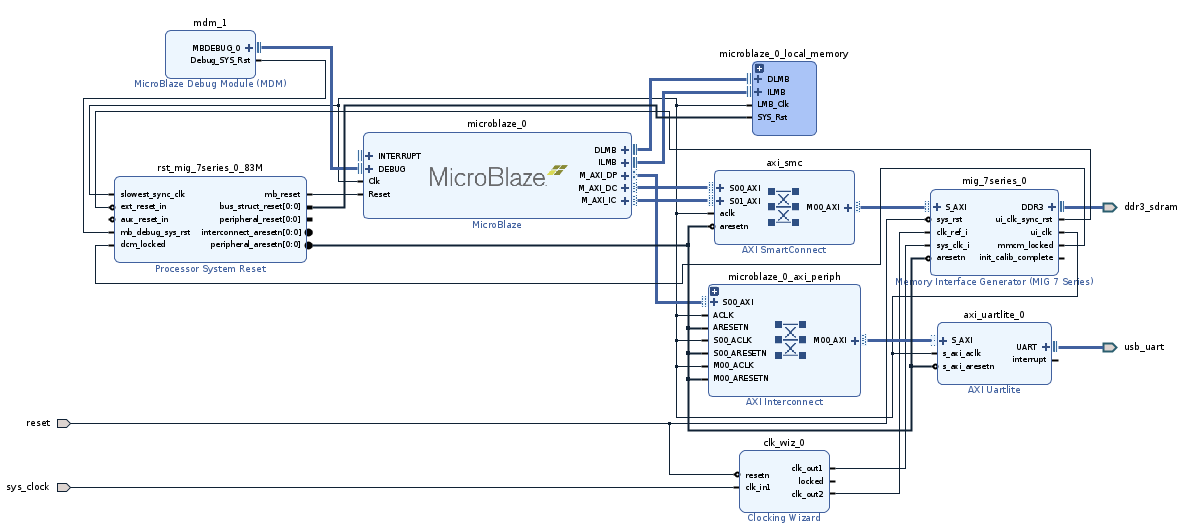 mdm_1
MBDEBUG_0
Debug_SYS_Rst
MicroBlaze Debug Module (MDM)
microblaze_0_local_memory
DLMB
ILMB
LMB_Clk
SYS_Rst
microblaze_0
INTERRUPT
DEBUG
Clk
Reset
MicroBlaze
DLMB
ILMB
M_AXI_DP
M_AXI_DC
M_AXI_IC
MicroBlaze
rst_mig_7series_0_83M
slowest_sync_clk
ext_reset_in
aux_reset_in
mb_debug_sys_rst
dcm_locked
mb_reset
bus_struct_reset[0:0]
peripheral_reset[0:0]
interconnect_aresetn[0:0]
peripheral_aresetn[0:0]
Processor System Reset
axi_smc
S00_AXI
S01_AXI
aclk
aresetn
M00_AXI
AXI SmartConnect
mig_7series_0
S_AXI
sys_rst
clk_ref_i
sys_clk_i
aresetn
DDR3
ui_clk_sync_rst
ui_clk
mmcm_locked
init_calib_complete
Memory Interface Generator (MIG 7 Series)
ddr3_sdram
microblaze_0_axi_periph
S00_AXI
ACLK
ARESETN
S00_ACLK
S00_ARESETN
M00_ACLK
M00_ARESETN
M00_AXI
AXI Interconnect
axi_uartlite_0
S_AXI
s_axi_aclk
s_axi_aresetn
UART
interrupt
AXI Uartlite
usb_uart
reset
sys_clock
clk_wiz_0
resetn
clk_in1
clk_out1
locked
clk_out2
Clocking Wizard